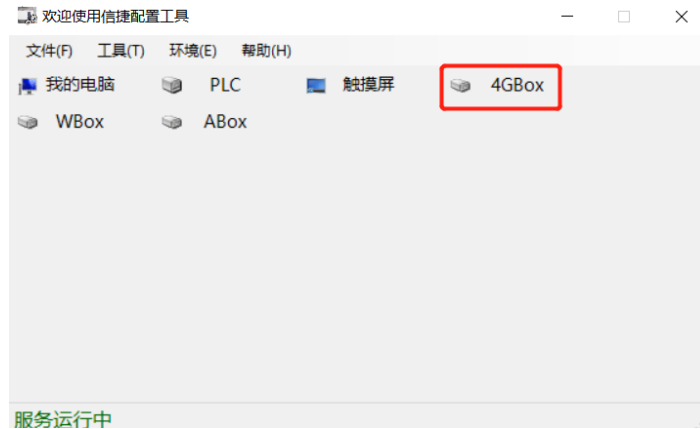 欢迎使用信捷配置工具
文件(F) 工具(T) 环境(E) 帮助(H)
我的电脑 PLC 触摸屏 4GBox
WBox ABox
服务运行中